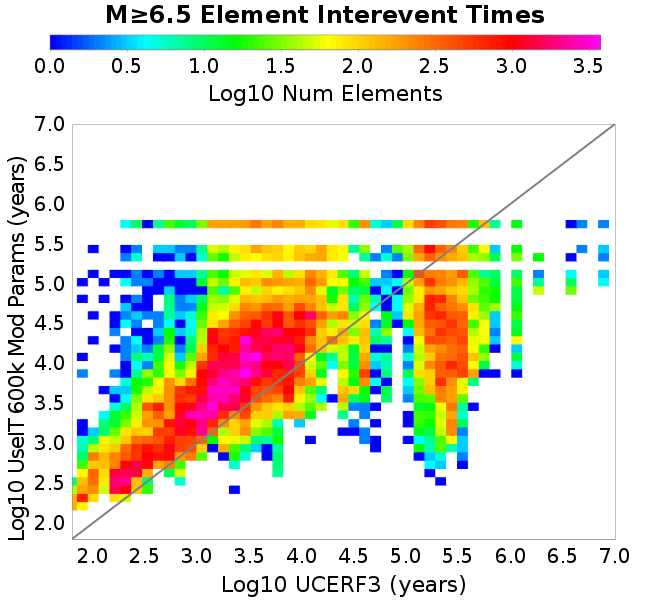 M≥6.5 Element Interevent Times
0.0 0.5 1.0 1.5 2.0 2.5 3.0 3.5
Log10 Num Elements
7.0
6.5
6.0
5.5
5.0
4.5
4.0
3.5
3.0
2.5
2.0
Log10 UseIT 600k Mod Params (years)
2.0 2.5 3.0 3.5 4.0 4.5 5.0 5.5 6.0 6.5 7.0
Log10 UCERF3 (years)